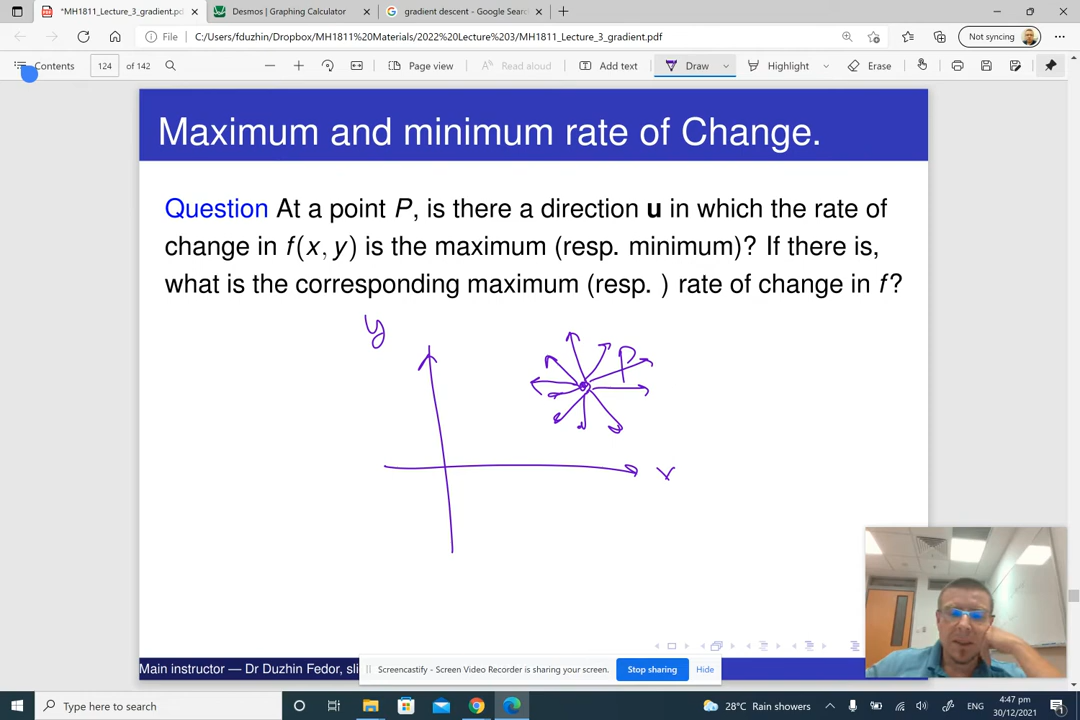 *MH1811_Lecture_3_gradient.pdf
Desmos | Graphing Calculator
gradient descent - Google Sear
File
C:/Users/fduzhin/Dropbox/MH1811%20Materials/2022%20Lecture%203/MH1811_Lecture_3_gradient.pdf
Not syncing
Contents
124
of 142
Page view
Read aloud
Add text
Draw
Highlight
Erase
Maximum and minimum rate of Change.
Question At a point P, is there a direction u in which the rate of
change in f(x, y) is the maximum (resp. minimum)? If there is,
what is the corresponding maximum (resp. ) rate of change in f?
y
P
x
Main instructor — Dr Duzhin Fedor, sli
Screencastify - Screen Video Recorder is sharing your screen.
Stop sharing
Hide
Type here to search
28°C Rain showers
ENG
4:47 pm
30/12/2021